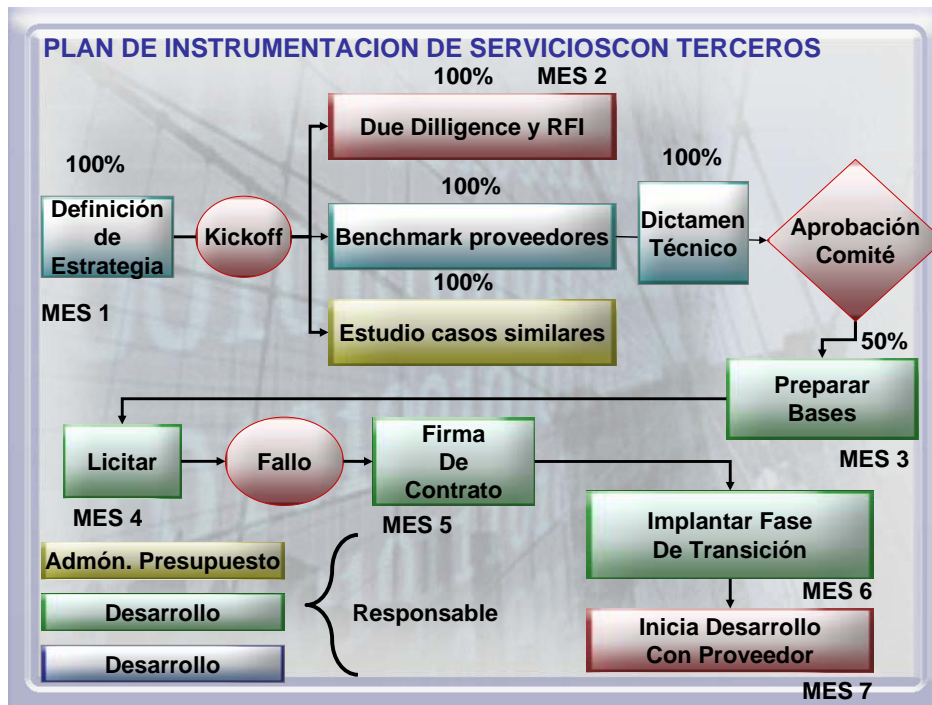 PLAN DE INSTRUMENTACION DE SERVICIOSCON TERCEROS
100%
MES 2
Due Dilligence y RFI
100%
Definición
de
Estrategia
MES 1
Kickoff
100%
Benchmark proveedores
100%
Estudio casos similares
100%
Dictamen
Técnico
Aprobación
Comité
50%
Preparar
Bases
MES 3
Licitar
MES 4
Fallo
Firma
De
Contrato
MES 5
Implantar Fase
De Transición
MES 6
Inicia Desarrollo
Con Proveedor
MES 7
Admón. Presupuesto
Desarrollo
Desarrollo
Responsable